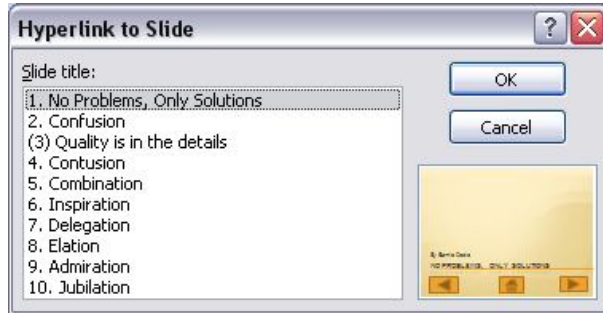 Hyperlink to Slide
Slide title:
1. No Problems, Only Solutions
2. Confusion
(3) Quality is in the details
4. Contusion
5. Combination
6. Inspiration
7. Delegation
8. Elation
9. Admiration
10. Jubilation
OK
Cancel
NO PROBLEMS, ONLY SOLUTIONS